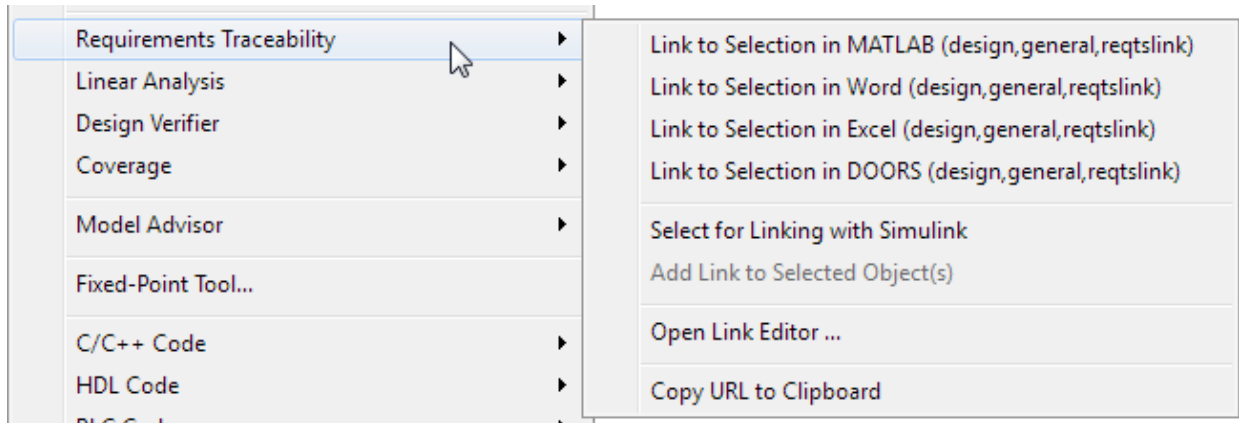 Requirements Traceability
Linear Analysis
Design Verifier
Coverage
Model Advisor
Fixed-Point Tool...
C/C++ Code
HDL Code
Link to Selection in MATLAB (design,general,reqtslink)
Link to Selection in Word (design,general,reqtslink)
Link to Selection in Excel (design,general,reqtslink)
Link to Selection in DOORS (design,general,reqtslink)
Select for Linking with Simulink
Add Link to Selected Object(s)
Open Link Editor ...
Copy URL to Clipboard